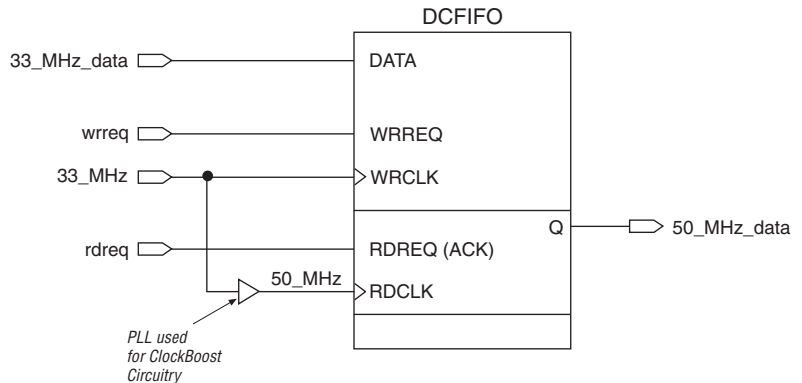 DCFIFO
33_MHz_data
DATA
wrreq
WRREQ
33_MHz
WRCLK
Q
50_MHz_data
rdreq
RDREQ (ACK)
50_MHz
RDCLK
PLL used
for ClockBoost
Circuitry